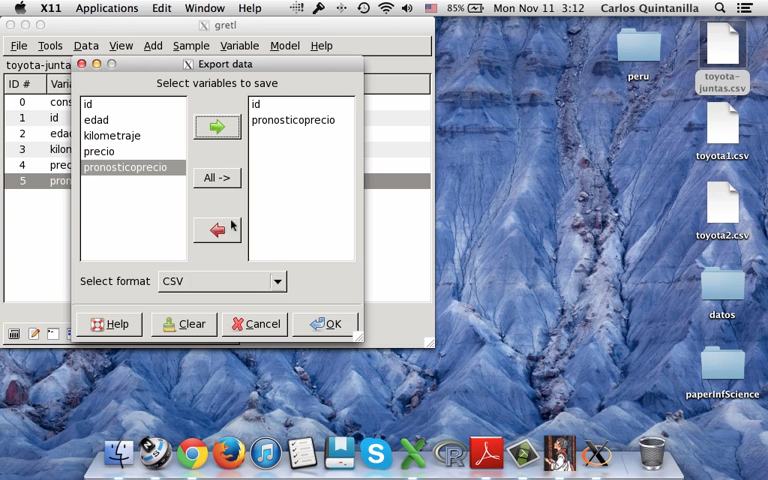 X11 Applications Edit Window Help 85% Mon Nov 11 3:12 Carlos Quintanilla
gretl
File Tools Data View Add Sample Variable Model Help
toyota-junta
Export data
Select variables to save
ID #
0 cons
1 id
2 edad
3 kilon
4 prec
5 pron
id
edad
kilometraje
precio
pronosticoprecio
All ->
id
pronosticoprecio
Select format CSV
Help Clear Cancel OK
peru
toyota-
juntas.csv
toyota1.csv
toyota2.csv
datos
paperInfScience